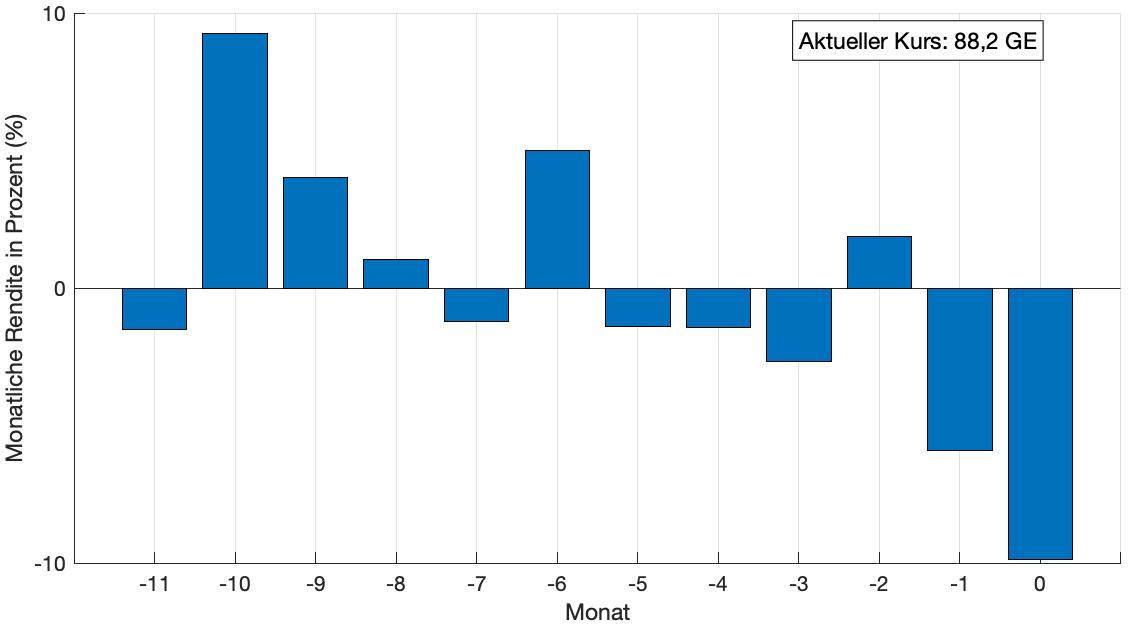 10
Aktueller Kurs: 88,2 GE
Monatliche Rendite in Prozent (%)
0
-10
-11 -10 -9 -8 -7 -6 -5 -4 -3 -2 -1 0
Monat